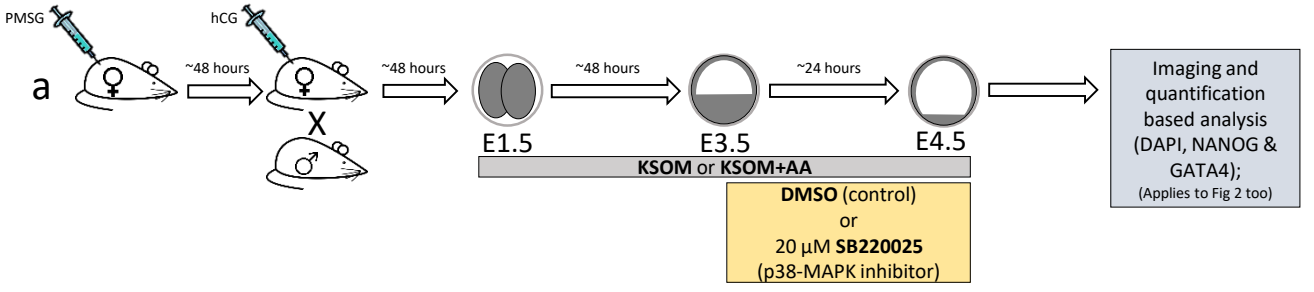 PMSG
hCG
a
~48 hours
~48 hours
~48 hours
~24 hours
X
E1.5
E3.5
E4.5
KSOM or KSOM+AA
DMSO (control)
or
20 µM SB220025
(p38-MAPK inhibitor)
Imaging and
quantification
based analysis
(DAPI, NANOG &
GATA4);
(Applies to Fig 2 too)